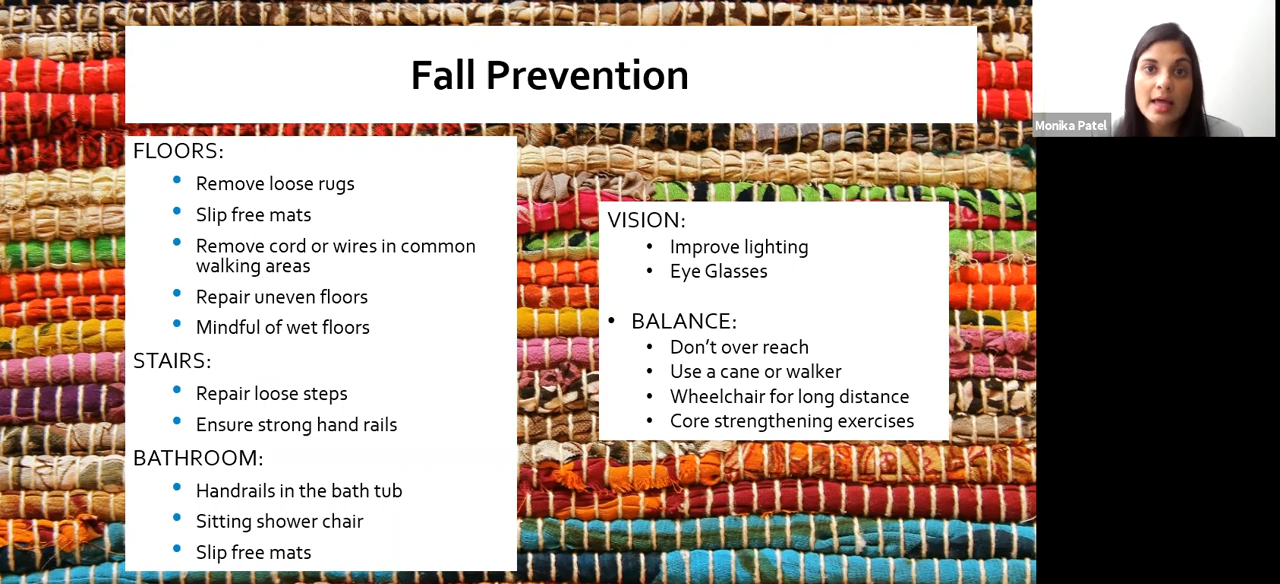 Fall Prevention
FLOORS:
• Remove loose rugs
• Slip free mats
• Remove cord or wires in common
walking areas
• Repair uneven floors
• Mindful of wet floors
STAIRS:
• Repair loose steps
• Ensure strong hand rails
BATHROOM:
• Handrails in the bath tub
• Sitting shower chair
• Slip free mats
VISION:
• Improve lighting
• Eye Glasses
• BALANCE:
• Don’t over reach
• Use a cane or walker
• Wheelchair for long distance
• Core strengthening exercises
Monika Patel